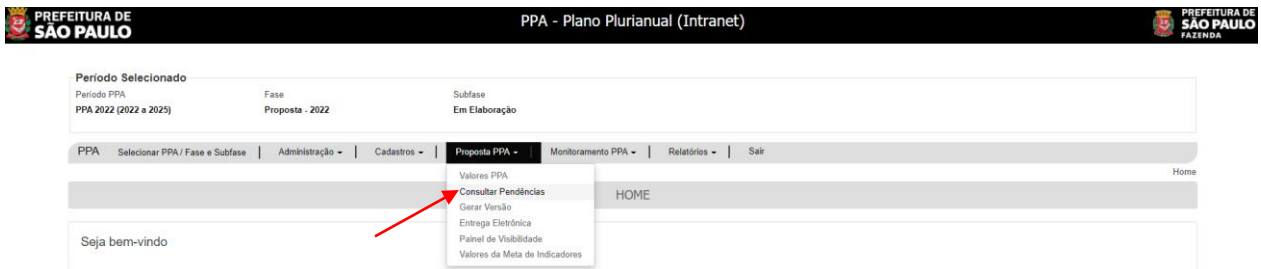 PREFEITURA DE
SÃO PAULO
PPA - Plano Plurianual (Intranet)
PREFEITURA DE
SÃO PAULO
FAZENDA
Período Selecionado
Período PPA Fase Subfase
PPA 2022 (2022 a 2025) Proposta - 2022 Em Elaboração
PPA Selecionar PPA / Fase e Subfase | Administração | Cadastros | Proposta PPA | Monitoramento PPA | Relatórios | Sair
Home
Valores PPA
Consultar Pendências
HOME
Gerar Versão
Entrega Eletrônica
Painel de Visibilidade
Seja bem-vindo
Valores da Meta de Indicadores